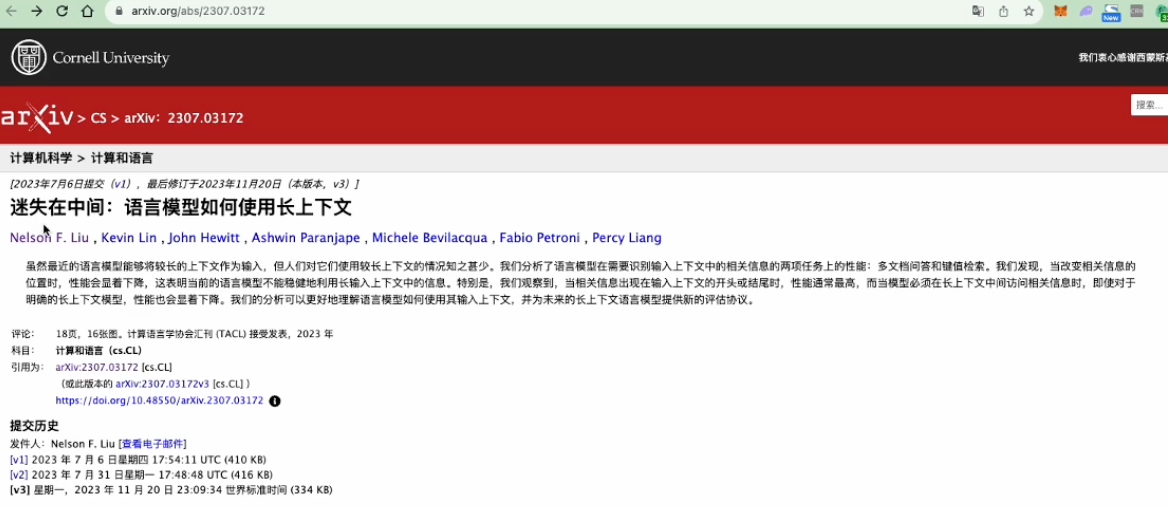 arxiv.org/abs/2307.03172
New
Cornell University
我们衷心感谢西蒙斯
arXiv > CS > arXiv: 2307.03172
搜索...
计算机科学 > 计算和语言
[2023年7月6日提交 (v1) , 最后修订于2023年11月20日 (本版本, v3) ]
迷失在中间：语言模型如何使用长上下文
Nelson F. Liu , Kevin Lin , John Hewitt , Ashwin Paranjape , Michele Bevilacqua , Fabio Petroni , Percy Liang
虽然最近的语言模型能够将较长的上下文作为输入，但人们对它们使用较长上下文的情况知之甚少。我们分析了语言模型在需要识别输入上下文中的相关信息的两项任务上的性能：多文档问答和键值检索。我们发现，当改变相关信息的
位置时，性能会显着下降，这表明当前的语言模型不能稳健地利用长输入上下文中的信息。特别是，我们观察到，当相关信息出现在输入上下文的开头或结尾时，性能通常最高，而当模型必须在长上下文中间访问相关信息时，即使对于
明确的长上下文模型，性能也会显着下降。我们的分析可以更好地理解语言模型如何使用其输入上下文，并为未来的长上下文语言模型提供新的评估协议。
评论： 18页，16张图。计算语言学协会汇刊 (TACL) 接受发表，2023 年
科目： 计算和语言 (cs.CL)
引用为： arXiv:2307.03172 [cs.CL]
（或此版本的 arXiv:2307.03172v3 [cs.CL] ）
https://doi.org/10.48550/arXiv.2307.03172
提交历史
发件人：Nelson F. Liu [查看电子邮件]
[v1] 2023 年 7 月 6 日星期四 17:54:11 UTC (410 KB)
[v2] 2023 年 7 月 31 日星期一 17:48:48 UTC (416 KB)
[v3] 星期一，2023 年 11 月 20 日 23:09:34 世界标准时间 (334 KB)